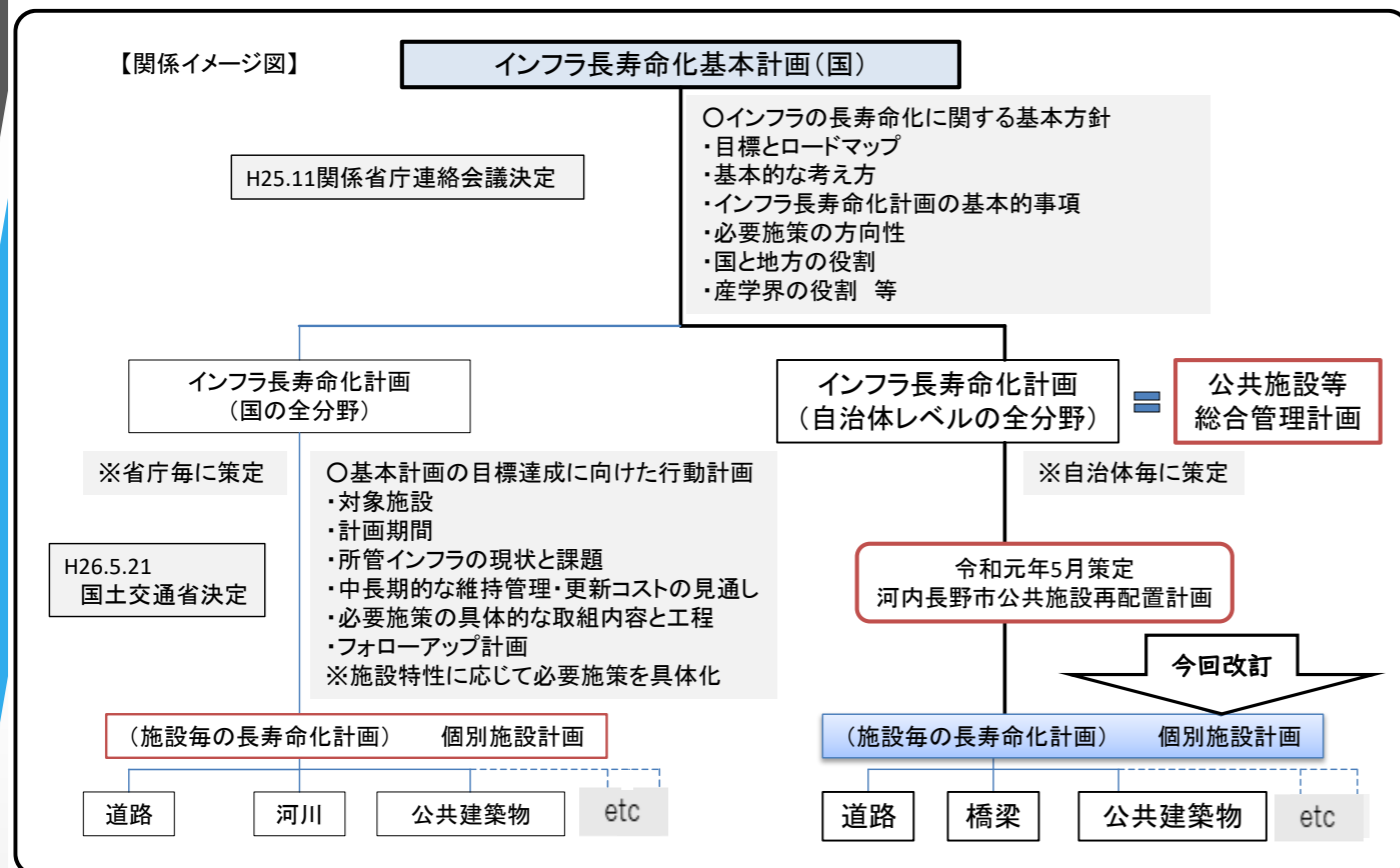 【関係イメージ図】
インフラ長寿命化基本計画(国)
H25.11関係省庁連絡会議決定
○インフラの長寿命化に関する基本方針
・目標とロードマップ
・基本的な考え方
・インフラ長寿命化計画の基本的事項
・必要施策の方向性
・国と地方の役割
・産学界の役割 等
インフラ長寿命化計画
(国の全分野)
※省庁毎に策定
H26.5.21
国土交通省決定
○基本計画の目標達成に向けた行動計画
・対象施設
・計画期間
・所管インフラの現状と課題
・中長期的な維持管理・更新コストの見通し
・必要施策の具体的な取組内容と工程
・フォローアップ計画
※施設特性に応じて必要施策を具体化
(施設毎の長寿命化計画) 個別施設計画
道路
河川
公共建築物
etc
インフラ長寿命化計画
(自治体レベルの全分野)
=
公共施設等
総合管理計画
※自治体毎に策定
令和元年5月策定
河内長野市公共施設再配置計画
今回改訂
(施設毎の長寿命化計画) 個別施設計画
道路
橋梁
公共建築物
etc